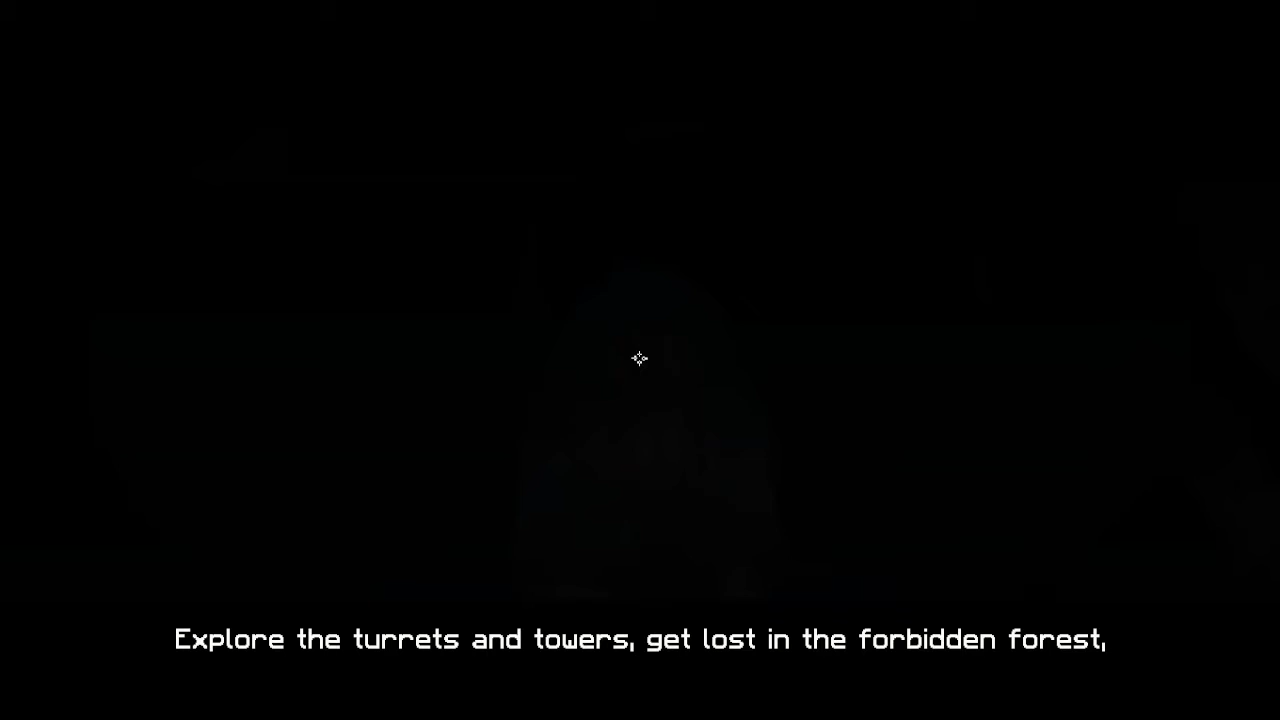 Explore the turrets and towers, get lost in the forbidden forest,